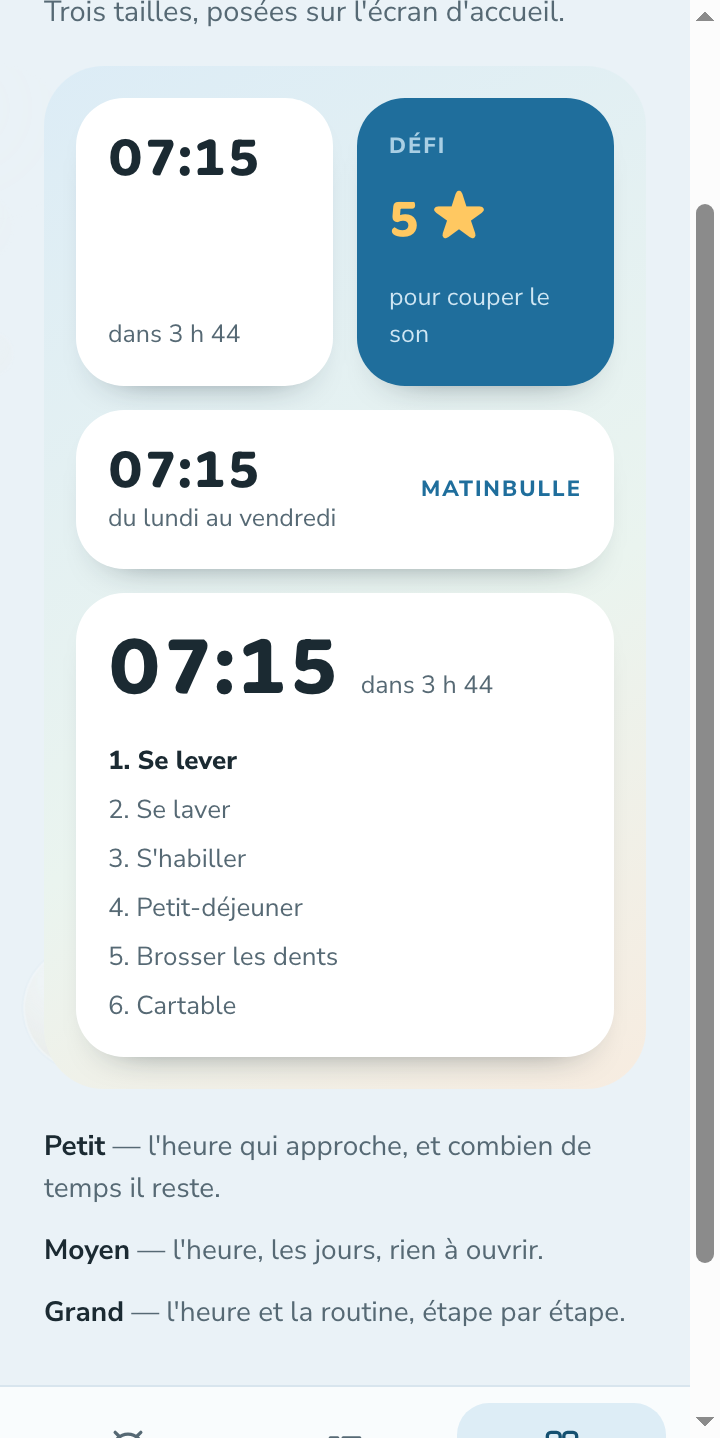 Trois tailles, posées sur l'écran d'accueil.
07:15
dans 3 h 44
DÉFI
5
pour couper le
son
07:15
du lundi au vendredi
MATINBULLE
07:15 dans 3 h 44
1. Se lever
2. Se laver
3. S'habiller
4. Petit-déjeuner
5. Brosser les dents
6. Cartable
Petit — l'heure qui approche, et combien de
temps il reste.
Moyen — l'heure, les jours, rien à ouvrir.
Grand — l'heure et la routine, étape par étape.